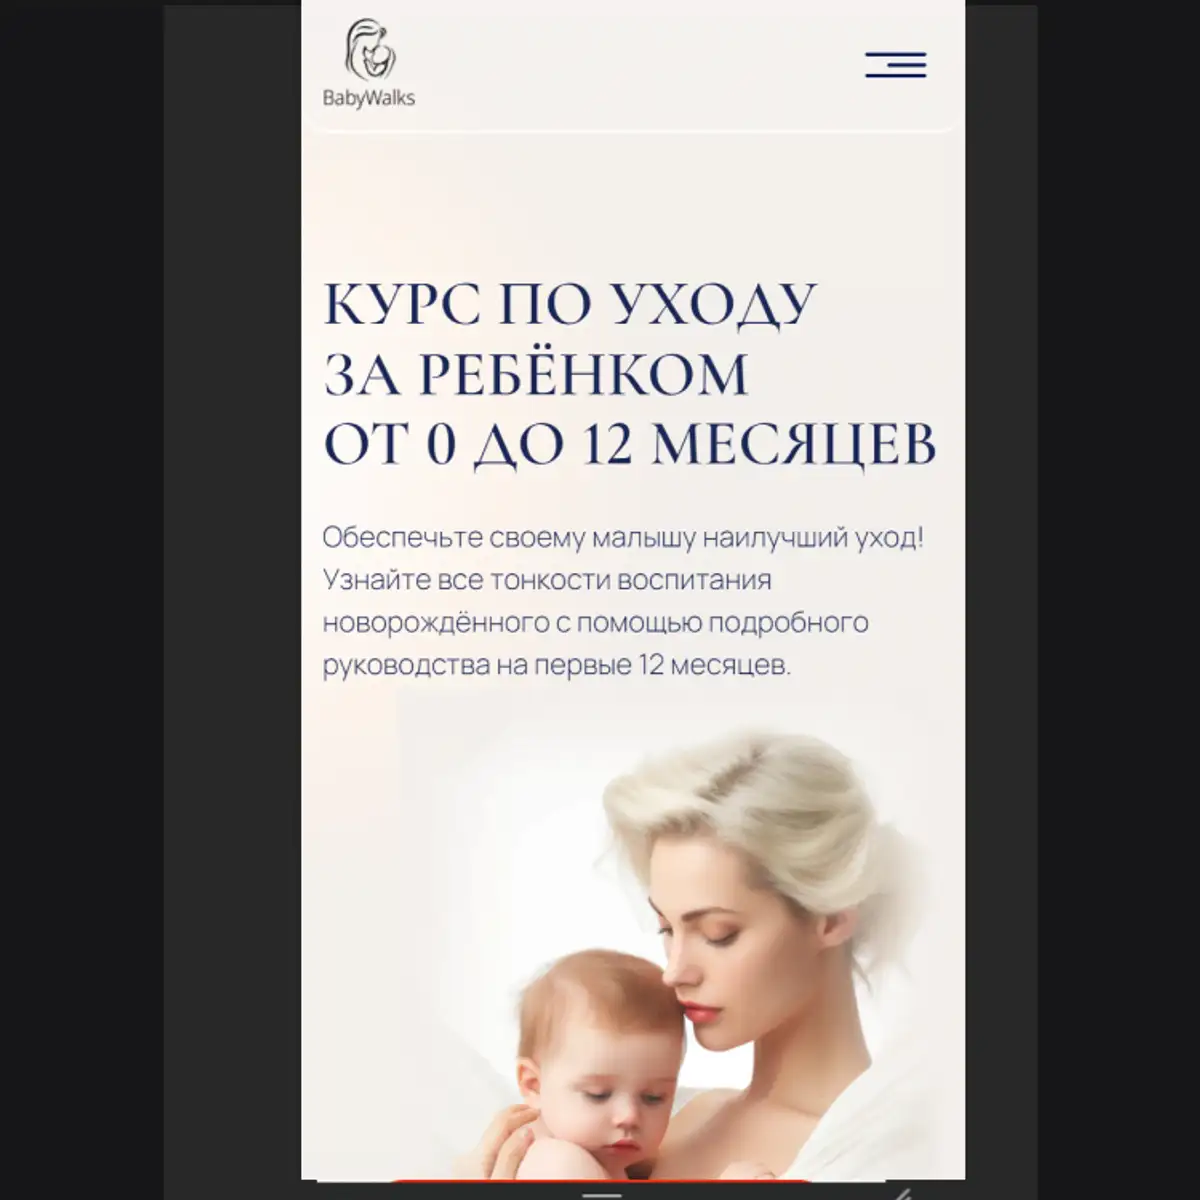 BabyWalks
КУРС ПО УХОДУ
ЗА РЕБЁНКОМ
ОТ 0 ДО 12 МЕСЯЦЕВ
Обеспечьте своему малышу наилучший уход!
Узнайте все тонкости воспитания
новорождённого с помощью подробного
руководства на первые 12 месяцев.